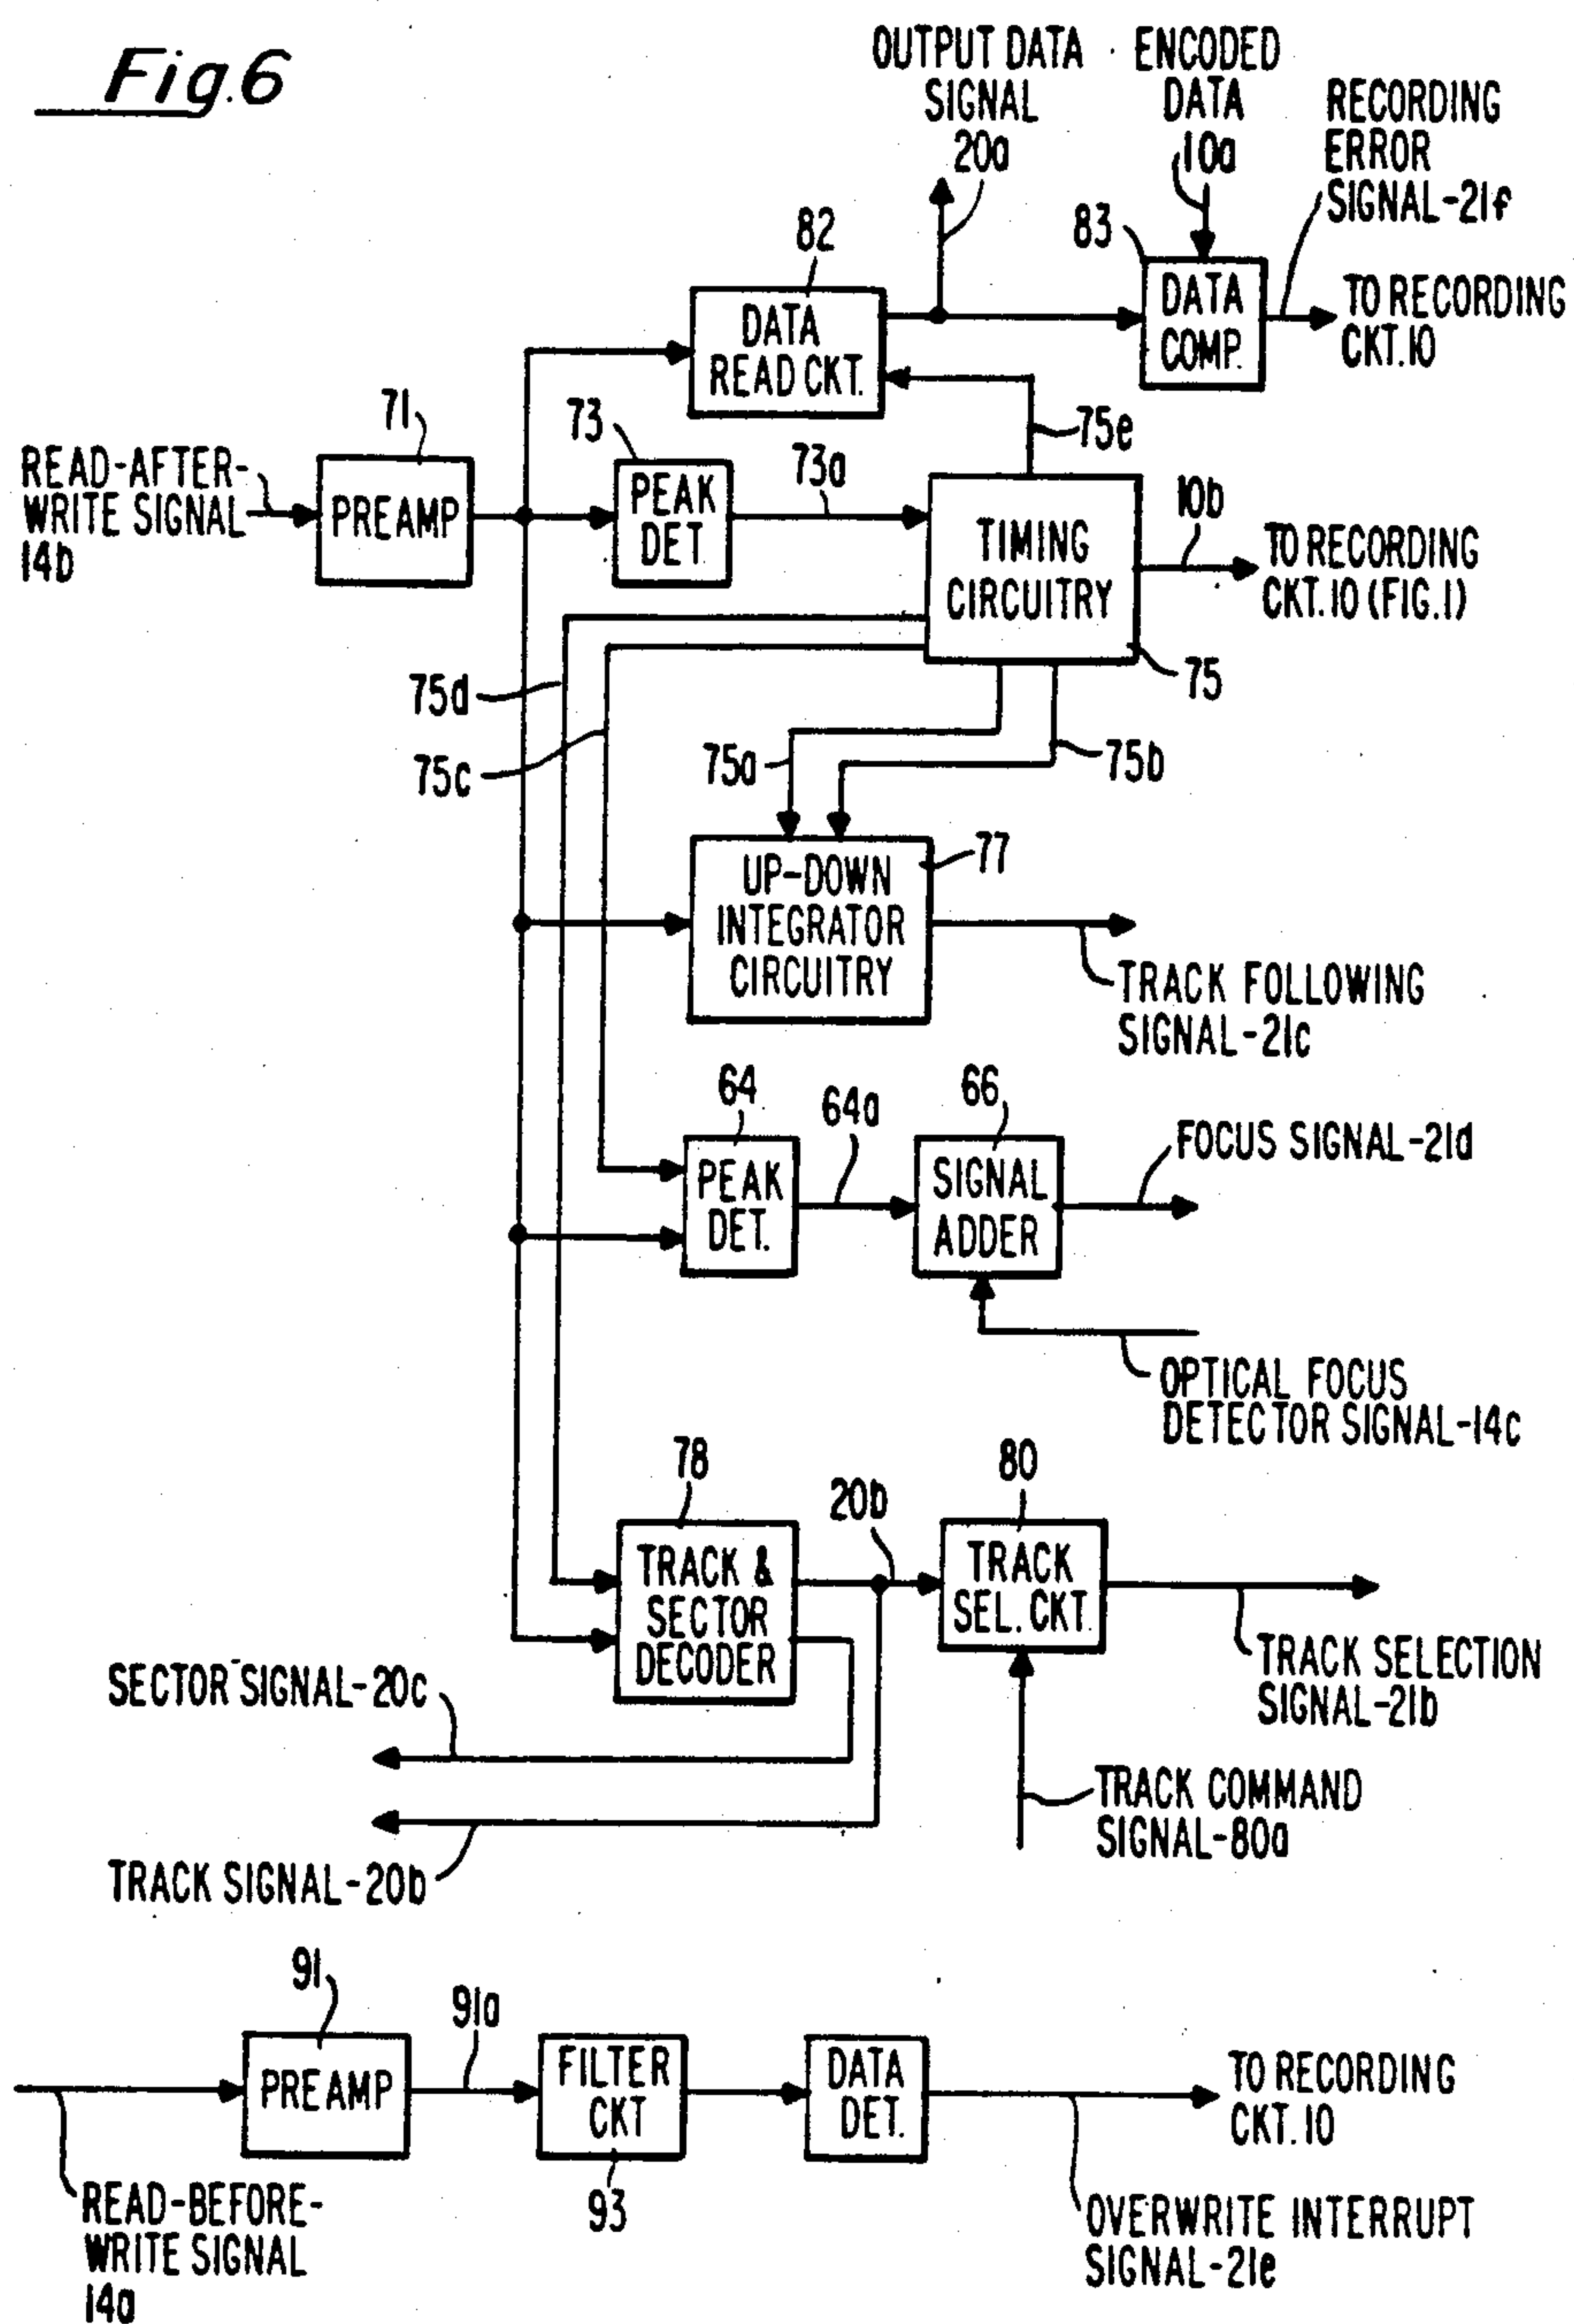 Fig.6
OUTPUT DATA
SIGNAL
20a
ENCODED
DATA
10a
RECORDING
ERROR
SIGNAL-21f
82
83
DATA
READ CKT.
DATA
COMP.
TO RECORDING
CKT.10
71
73
73a
75e
READ-AFTER-
WRITE SIGNAL
14b
PREAMP
PEAK
DET.
TIMING
CIRCUITRY
10b
TO RECORDING
CKT.10 (FIG.1)
75d
75
75c
75a
75b
77
UP-DOWN
INTEGRATOR
CIRCUITRY
TRACK FOLLOWING
SIGNAL-21c
64
64a
66
PEAK
DET.
SIGNAL
ADDER
FOCUS SIGNAL-21d
OPTICAL FOCUS
DETECTOR SIGNAL-14c
78
20b
80
TRACK &
SECTOR
DECODER
TRACK
SEL. CKT.
SECTOR SIGNAL-20c
TRACK SELECTION
SIGNAL-21b
TRACK COMMAND
SIGNAL-80a
TRACK SIGNAL-20b
91
91a
PREAMP
FILTER
CKT
DATA
DET.
TO RECORDING
CKT.10
93
READ-BEFORE-
WRITE SIGNAL
14a
OVERWRITE INTERRUPT
SIGNAL-21e